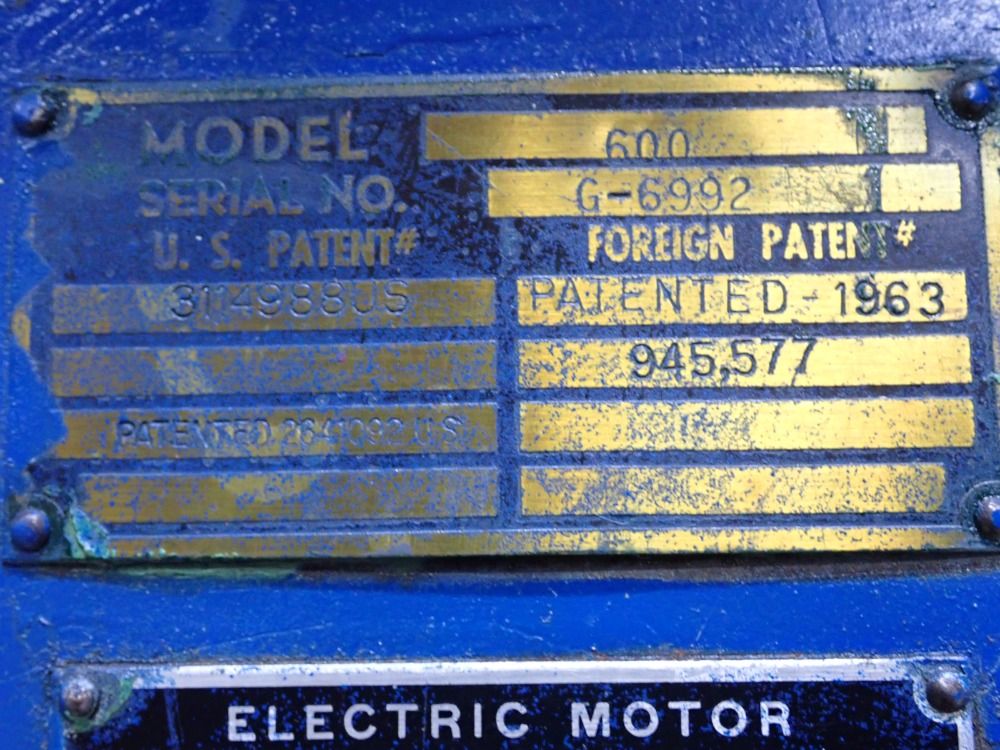 MODEL 600
SERIAL NO. G-6992
U. S. PATENT# FOREIGN PATENT#
3114988US PATENTED-1963
945,577
PATENTED 2641092 U.S
ELECTRIC MOTOR